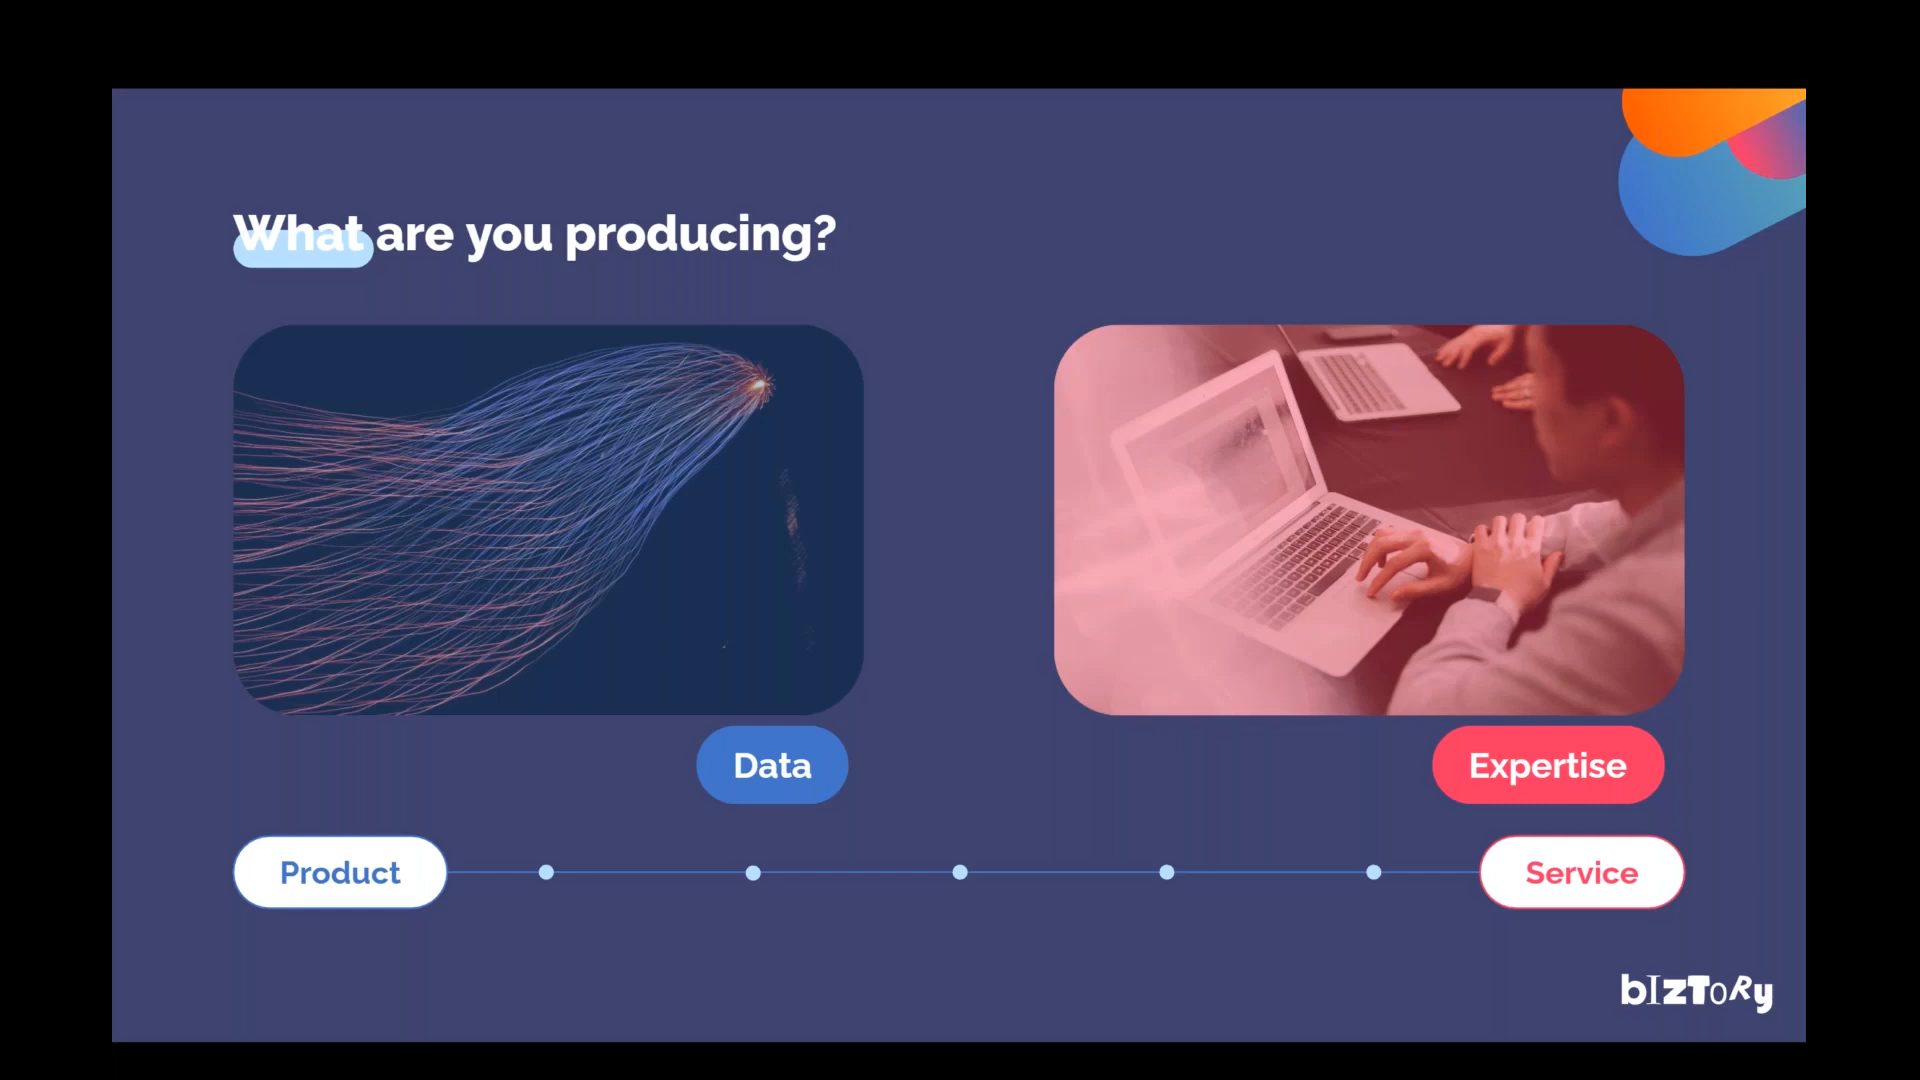 What are you producing?
Data
Expertise
Product
Service
bIzToRy